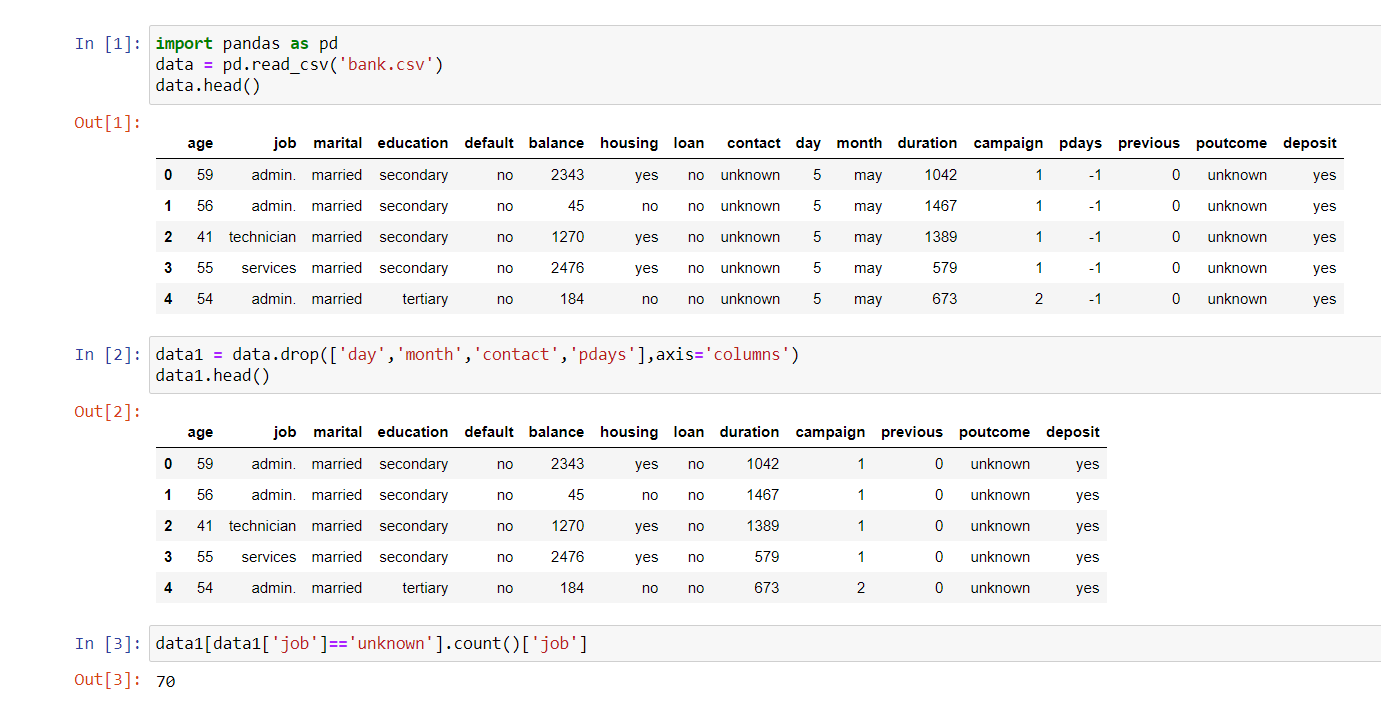 In [1]: import pandas as pd
data = pd.read_csv('bank.csv')
data.head()
Out[1]:
age job marital education default balance housing loan contact day month duration campaign pdays previous poutcome deposit
0 59 admin. married secondary no 2343 yes no unknown 5 may 1042 1 -1 0 unknown yes
1 56 admin. married secondary no 45 no no unknown 5 may 1467 1 -1 0 unknown yes
2 41 technician married secondary no 1270 yes no unknown 5 may 1389 1 -1 0 unknown yes
3 55 services married secondary no 2476 yes no unknown 5 may 579 1 -1 0 unknown yes
4 54 admin. married tertiary no 184 no no unknown 5 may 673 2 -1 0 unknown yes
In [2]: data1 = data.drop(['day','month','contact','pdays'],axis='columns')
data1.head()
Out[2]:
age job marital education default balance housing loan duration campaign previous poutcome deposit
0 59 admin. married secondary no 2343 yes no 1042 1 0 unknown yes
1 56 admin. married secondary no 45 no no 1467 1 0 unknown yes
2 41 technician married secondary no 1270 yes no 1389 1 0 unknown yes
3 55 services married secondary no 2476 yes no 579 1 0 unknown yes
4 54 admin. married tertiary no 184 no no 673 2 0 unknown yes
In [3]: data1[data1['job']=='unknown'].count()['job']
Out[3]: 70